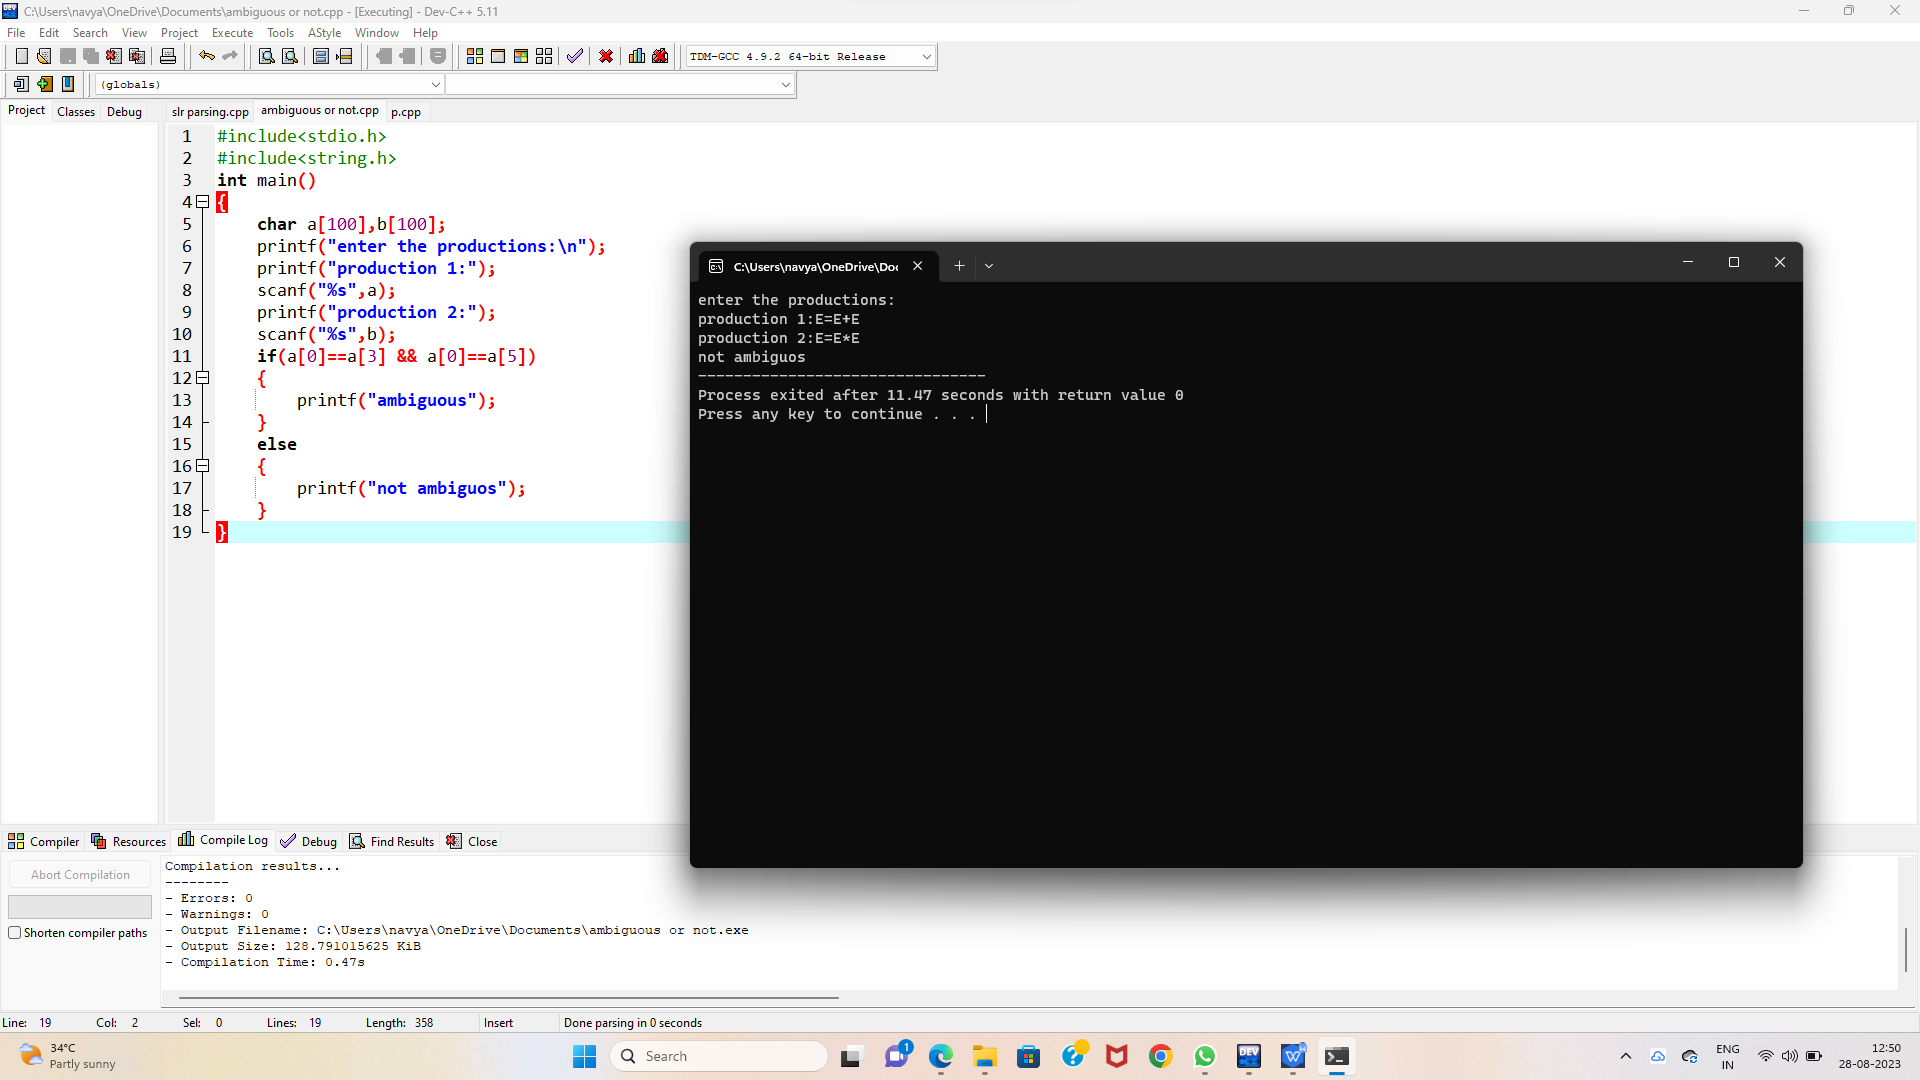 C:\Users\navya\OneDrive\Documents\ambiguous or not.cpp - [Executing] - Dev-C++ 5.11
File Edit Search View Project Execute Tools AStyle Window Help
TDM-GCC 4.9.2 64-bit Release
(globals)
Project Classes Debug
slr parsing.cpp ambiguous or not.cpp p.cpp
1 #include<stdio.h>
2 #include<string.h>
3 int main()
4 {
5 char a[100],b[100];
6 printf("enter the productions:\n");
7 printf("production 1:");
8 scanf("%s",a);
9 printf("production 2:");
10 scanf("%s",b);
11 if(a[0]==a[3] && a[0]==a[5])
12 {
13 printf("ambiguous");
14 }
15 else
16 {
17 printf("not ambiguos");
18 }
19 }
C:\Users\navya\OneDrive\Doc
enter the productions:
production 1:E=E+E
production 2:E=E*E
not ambiguos
--------------------------------
Process exited after 11.47 seconds with return value 0
Press any key to continue . . .
Compiler Resources Compile Log Debug Find Results Close
Abort Compilation
Shorten compiler paths
Compilation results...
--------
- Errors: 0
- Warnings: 0
- Output Filename: C:\Users\navya\OneDrive\Documents\ambiguous or not.exe
- Output Size: 128.791015625 KiB
- Compilation Time: 0.47s
Line: 19 Col: 2 Sel: 0 Lines: 19 Length: 358 Insert Done parsing in 0 seconds
34°C
Partly sunny
Search
1
DEV
W
ENG
IN
12:50
28-08-2023